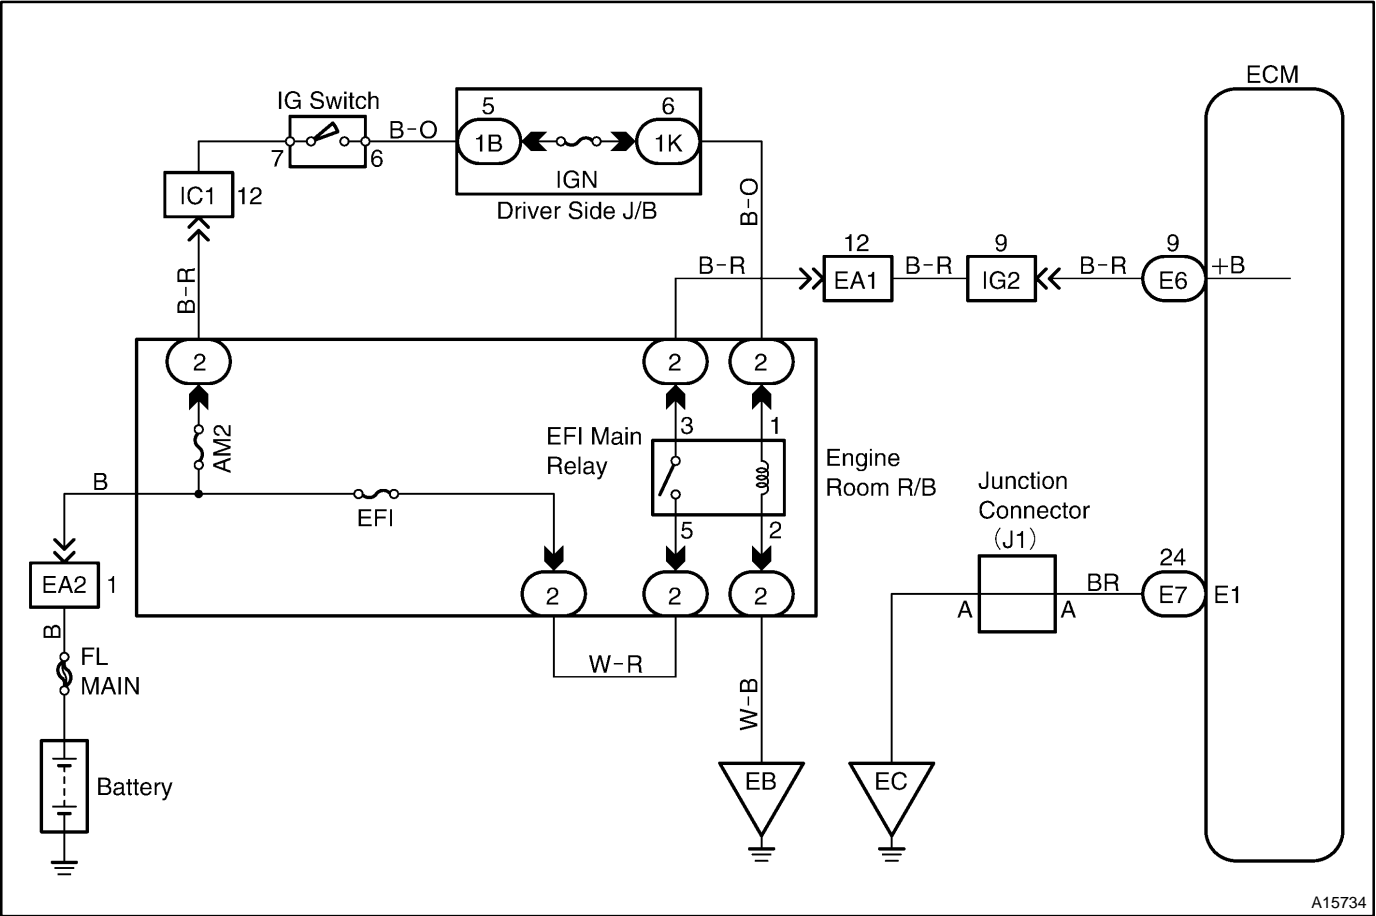 ECM
IG Switch
7
6
B-O
5
1B
6
1K
IGN
Driver Side J/B
IC1
12
B-R
B-O
B-R
12
EA1
B-R
9
IG2
B-R
9
E6
+B
2
2
2
AM2
3
1
EFI Main
Relay
Engine
Room R/B
B
EFI
5
2
Junction
Connector
(J1)
EA2
1
2
2
2
A
A
BR
24
E7
E1
B
FL
MAIN
W-R
W-B
Battery
EB
EC
A15734